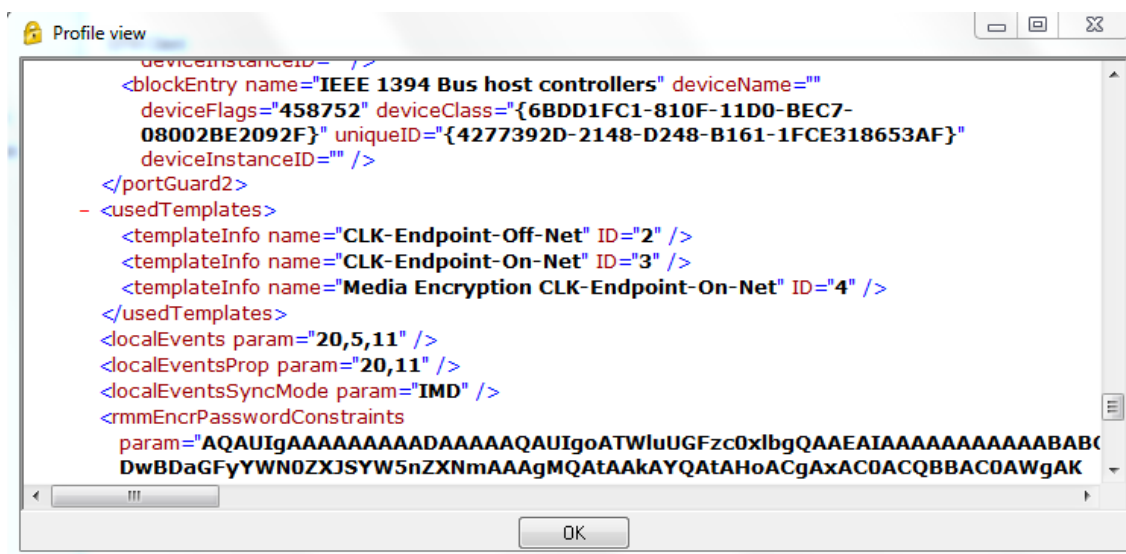 Profile view
deviceInstanceID="" />
<blockEntry name="IEEE 1394 Bus host controllers" deviceName=""
deviceFlags="458752" deviceClass="{6BDD1FC1-810F-11D0-BEC7-
08002BE2092F}" uniqueID="{4277392D-2148-D248-B161-1FCE318653AF}"
deviceInstanceID="" />
</portGuard2>
- <usedTemplates>
<templateInfo name="CLK-Endpoint-Off-Net" ID="2" />
<templateInfo name="CLK-Endpoint-On-Net" ID="3" />
<templateInfo name="Media Encryption CLK-Endpoint-On-Net" ID="4" />
</usedTemplates>
<localEvents param="20,5,11" />
<localEventsProp param="20,11" />
<localEventsSyncMode param="IMD" />
<rmmEncrPasswordConstraints
param="AQAUIgAAAAAAAAADAAAAAQAUIgoATWluUGFzc0xlbgQAAEAIAAAAAAAAAAABAB
DwBDaGFyYWN0ZXJSYW5nZXNmAAAgMQAtAAkAYQAtAHoACgAxAC0ACQBBAC0AWgAK
OK